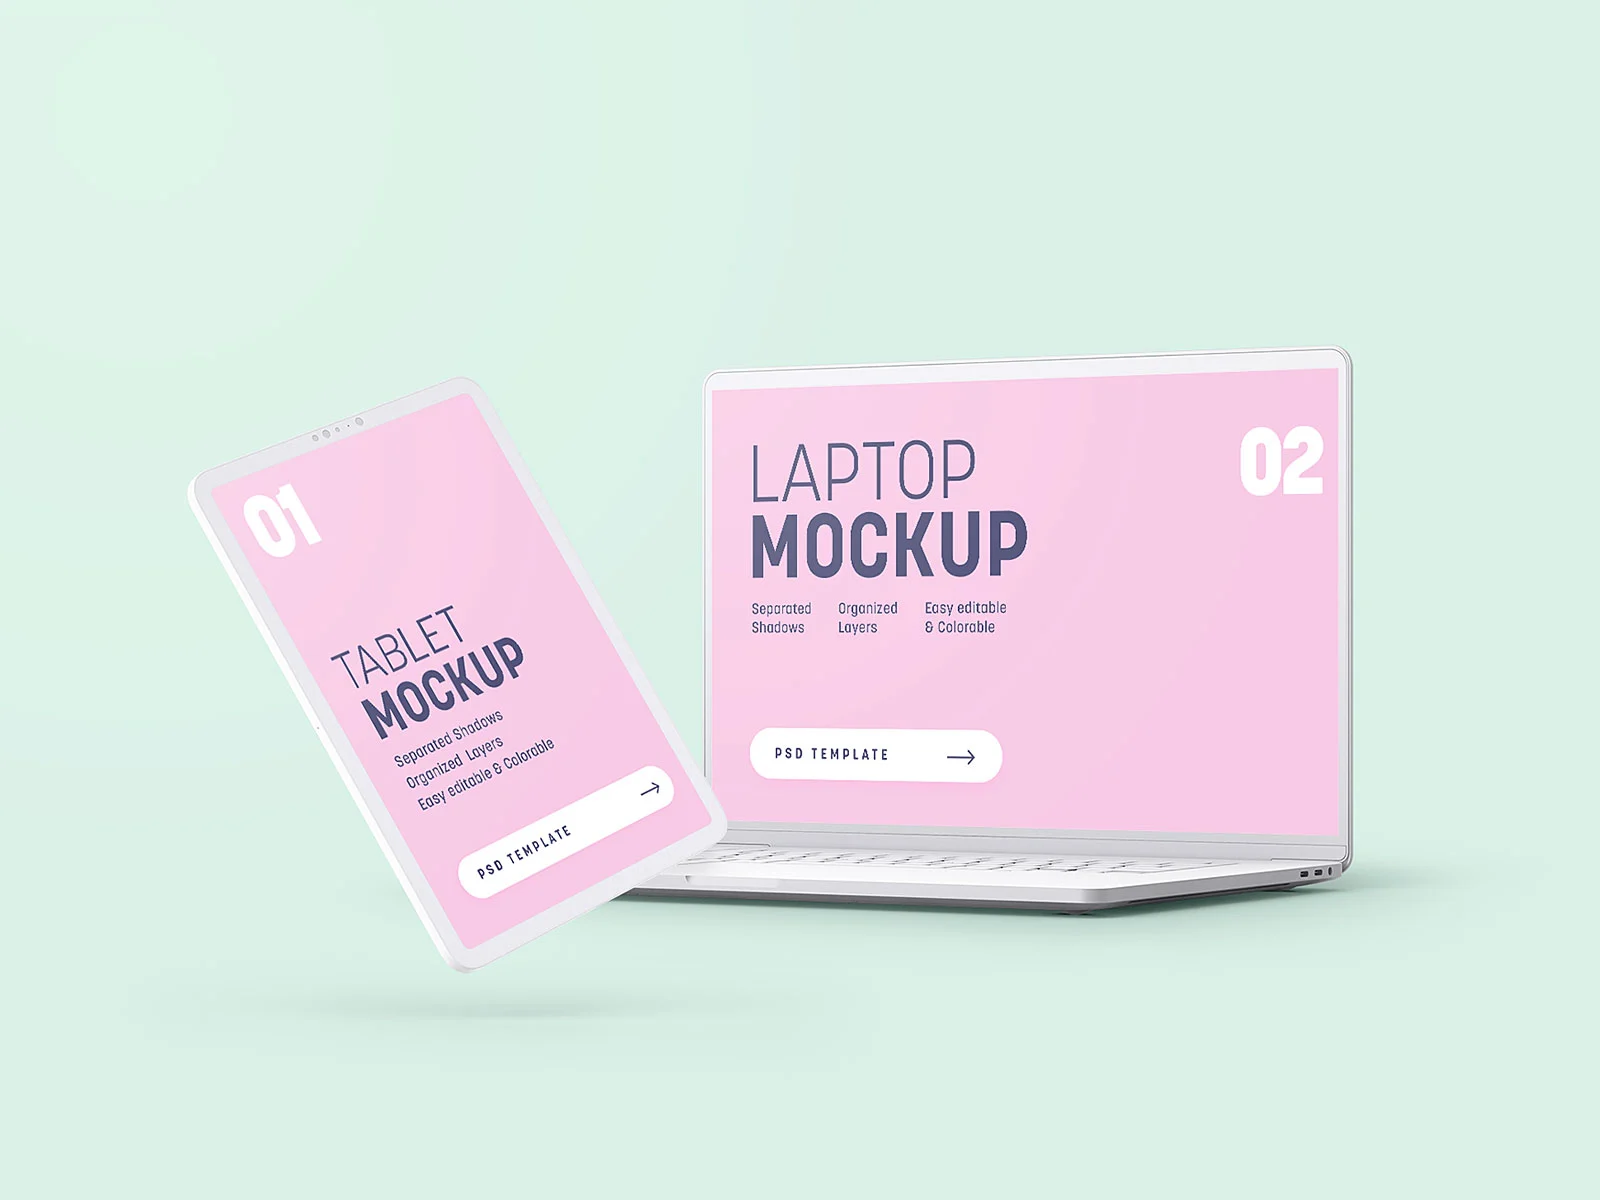 01
TABLET
MOCKUP
Separated Shadows
Organized Layers
Easy editable & Colorable
PSD TEMPLATE
LAPTOP
MOCKUP
02
Separated
Shadows
Organized
Layers
Easy editable
& Colorable
PSD TEMPLATE